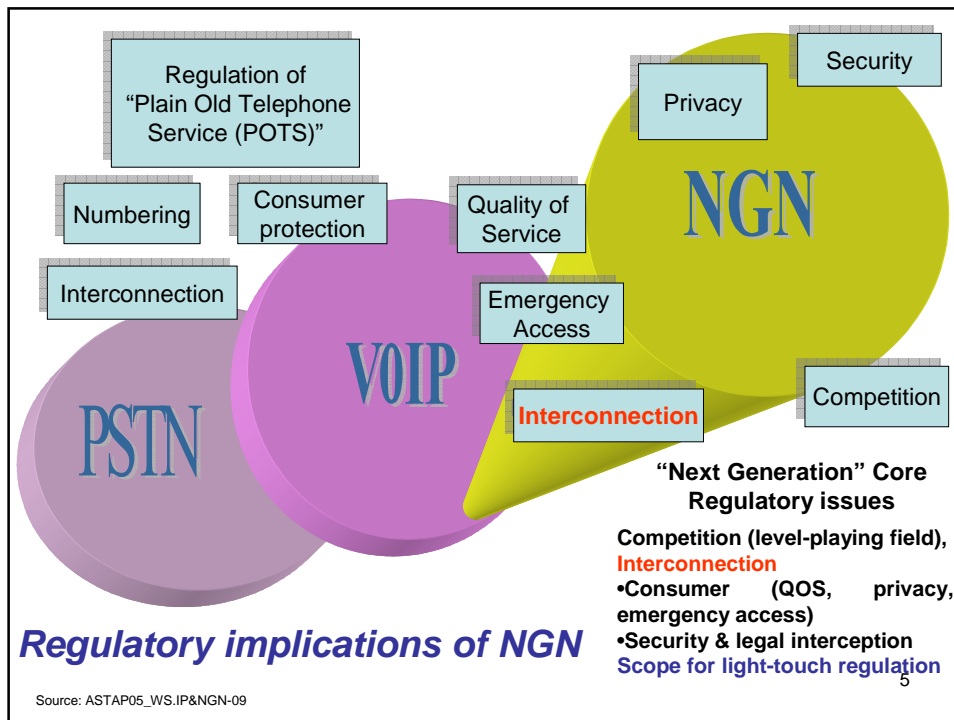 Regulation of
“Plain Old Telephone
Service (POTS)”
Security
Privacy
NGN
Numbering
Consumer
protection
Quality of
Service
Interconnection
Emergency
Access
V0IP
PSTN
Interconnection
Competition
“Next Generation” Core
Regulatory issues
Competition (level-playing field),
Interconnection
•Consumer (QOS, privacy,
emergency access)
•Security & legal interception
Scope for light-touch regulation
Regulatory implications of NGN
5
Source: ASTAP05_WS.IP&NGN-09